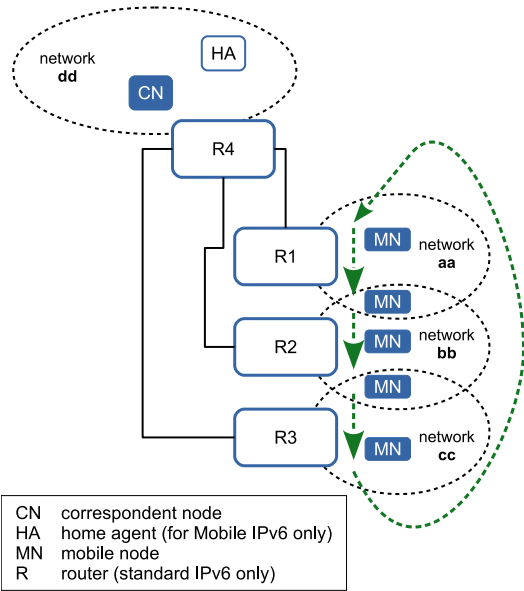 network
dd
HA
CN
R4
R1
MN
network
aa
MN
R2
MN
network
bb
MN
R3
MN
network
cc
CN correspondent node
HA home agent (for Mobile IPv6 only)
MN mobile node
R router (standard IPv6 only)